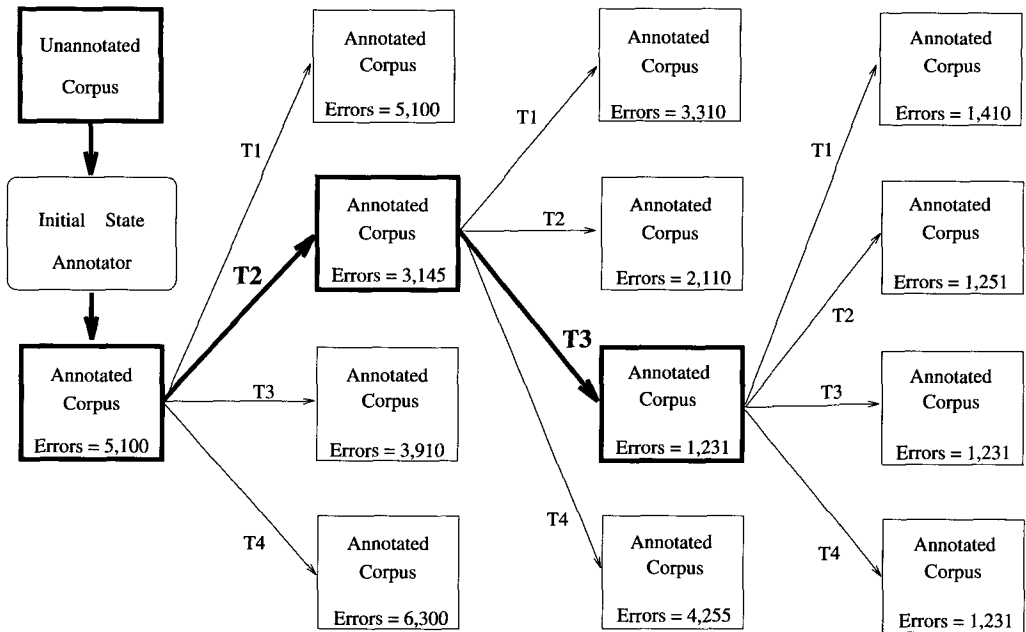 Unannotated
Corpus
Initial State
Annotator
Annotated
Corpus
Errors = 5,100
T1
T2
T3
T4
Annotated
Corpus
Errors = 5,100
Annotated
Corpus
Errors = 3,145
Annotated
Corpus
Errors = 3,910
Annotated
Corpus
Errors = 6,300
T1
T2
T3
T4
Annotated
Corpus
Errors = 3,310
Annotated
Corpus
Errors = 2,110
Annotated
Corpus
Errors = 1,231
Annotated
Corpus
Errors = 4,255
T1
T2
T3
T4
Annotated
Corpus
Errors = 1,410
Annotated
Corpus
Errors = 1,251
Annotated
Corpus
Errors = 1,231
Annotated
Corpus
Errors = 1,231